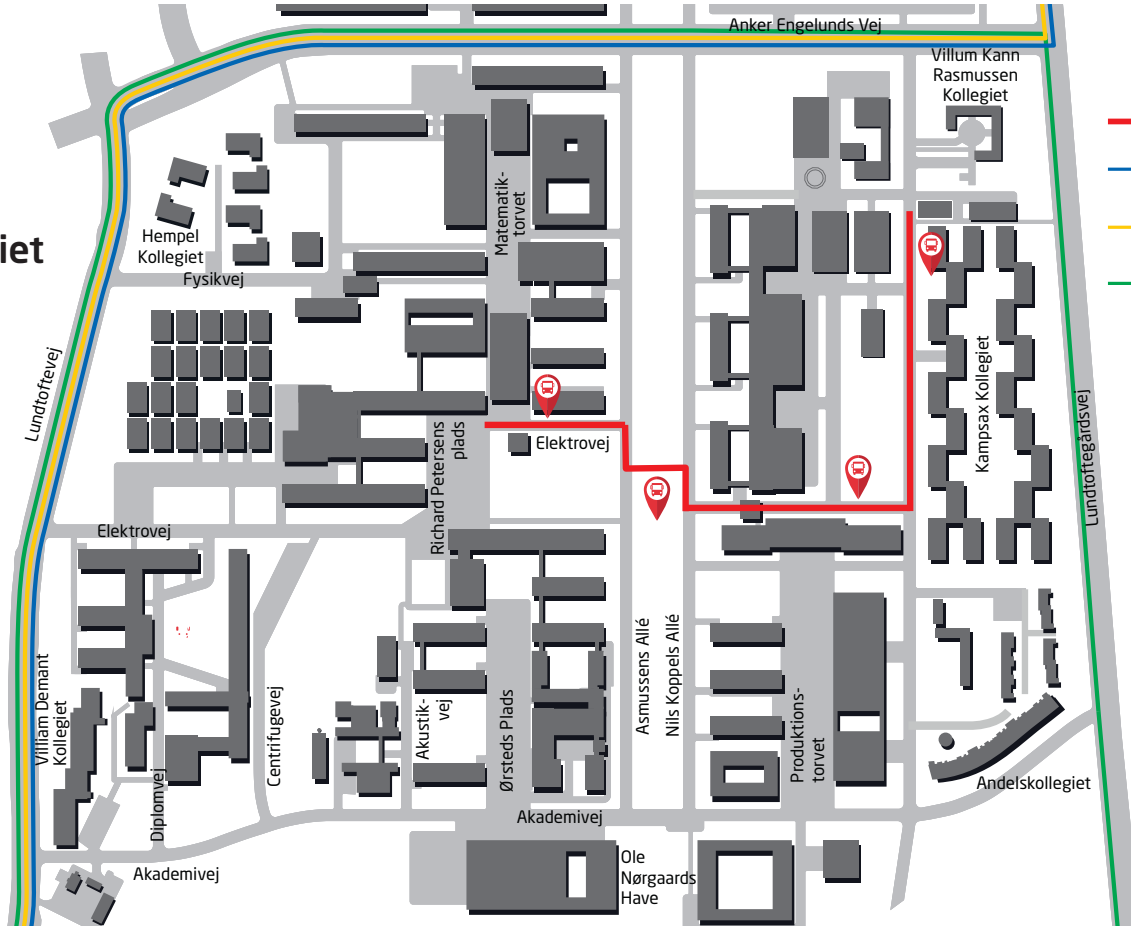 Anker Engelunds Vej
Villum Kann
Rasmussen
Kollegiet
Matematik-
torvet
iet
Hempel
Kollegiet
Fysikvej
Lundtoftevej
Kampsax Kollegiet
Lundtoftegårdsvej
Richard Petersens
plads
Elektrovej
Elektrovej
Villiam Demant
Kollegiet
Diplomvej
Centrifugevej
Akustik-
vej
Ørsteds Plads
Asmussens Allé
Nils Koppels Allé
Produktions-
torvet
Andelskollegiet
Akademivej
Akademivej
Ole
Nørgaards
Have